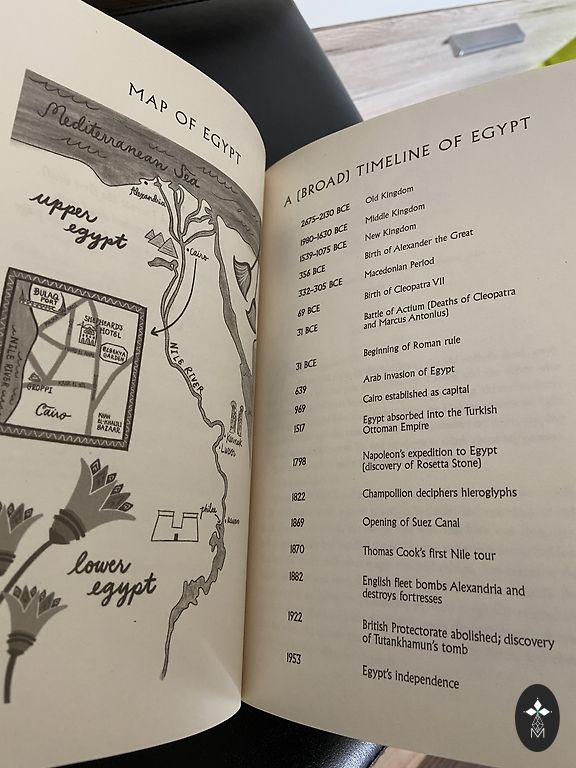 MAP OF EGYPT
Mediterranean Sea
Alexandria
upper
egypt
Cairo
BULAQ
PORT
SHEPHEARD'S
HOTEL
EZBEKIYA
GARDEN
NILE RIVER
GROPPI
Cairo
KHAN
EL-KHALILI
BAZAAR
NILE RIVER
Karnak
Luxor
philae
Aswan
lower
egypt
A (BROAD) TIMELINE OF EGYPT
2675-2130 BCE Old Kingdom
1980-1630 BCE Middle Kingdom
1539-1075 BCE New Kingdom
356 BCE Birth of Alexander the Great
332-305 BCE Macedonian Period
69 BCE Birth of Cleopatra VII
31 BCE Battle of Actium (Deaths of Cleopatra
and Marcus Antonius)
31 BCE Beginning of Roman rule
639 Arab invasion of Egypt
969 Cairo established as capital
1517 Egypt absorbed into the Turkish
Ottoman Empire
1798 Napoleon's expedition to Egypt
(discovery of Rosetta Stone)
1822 Champollion deciphers hieroglyphs
1869 Opening of Suez Canal
1870 Thomas Cook's first Nile tour
1882 English fleet bombs Alexandria and
destroys fortresses
1922 British Protectorate abolished; discovery
of Tutankhamun's tomb
1953 Egypt's independence
M